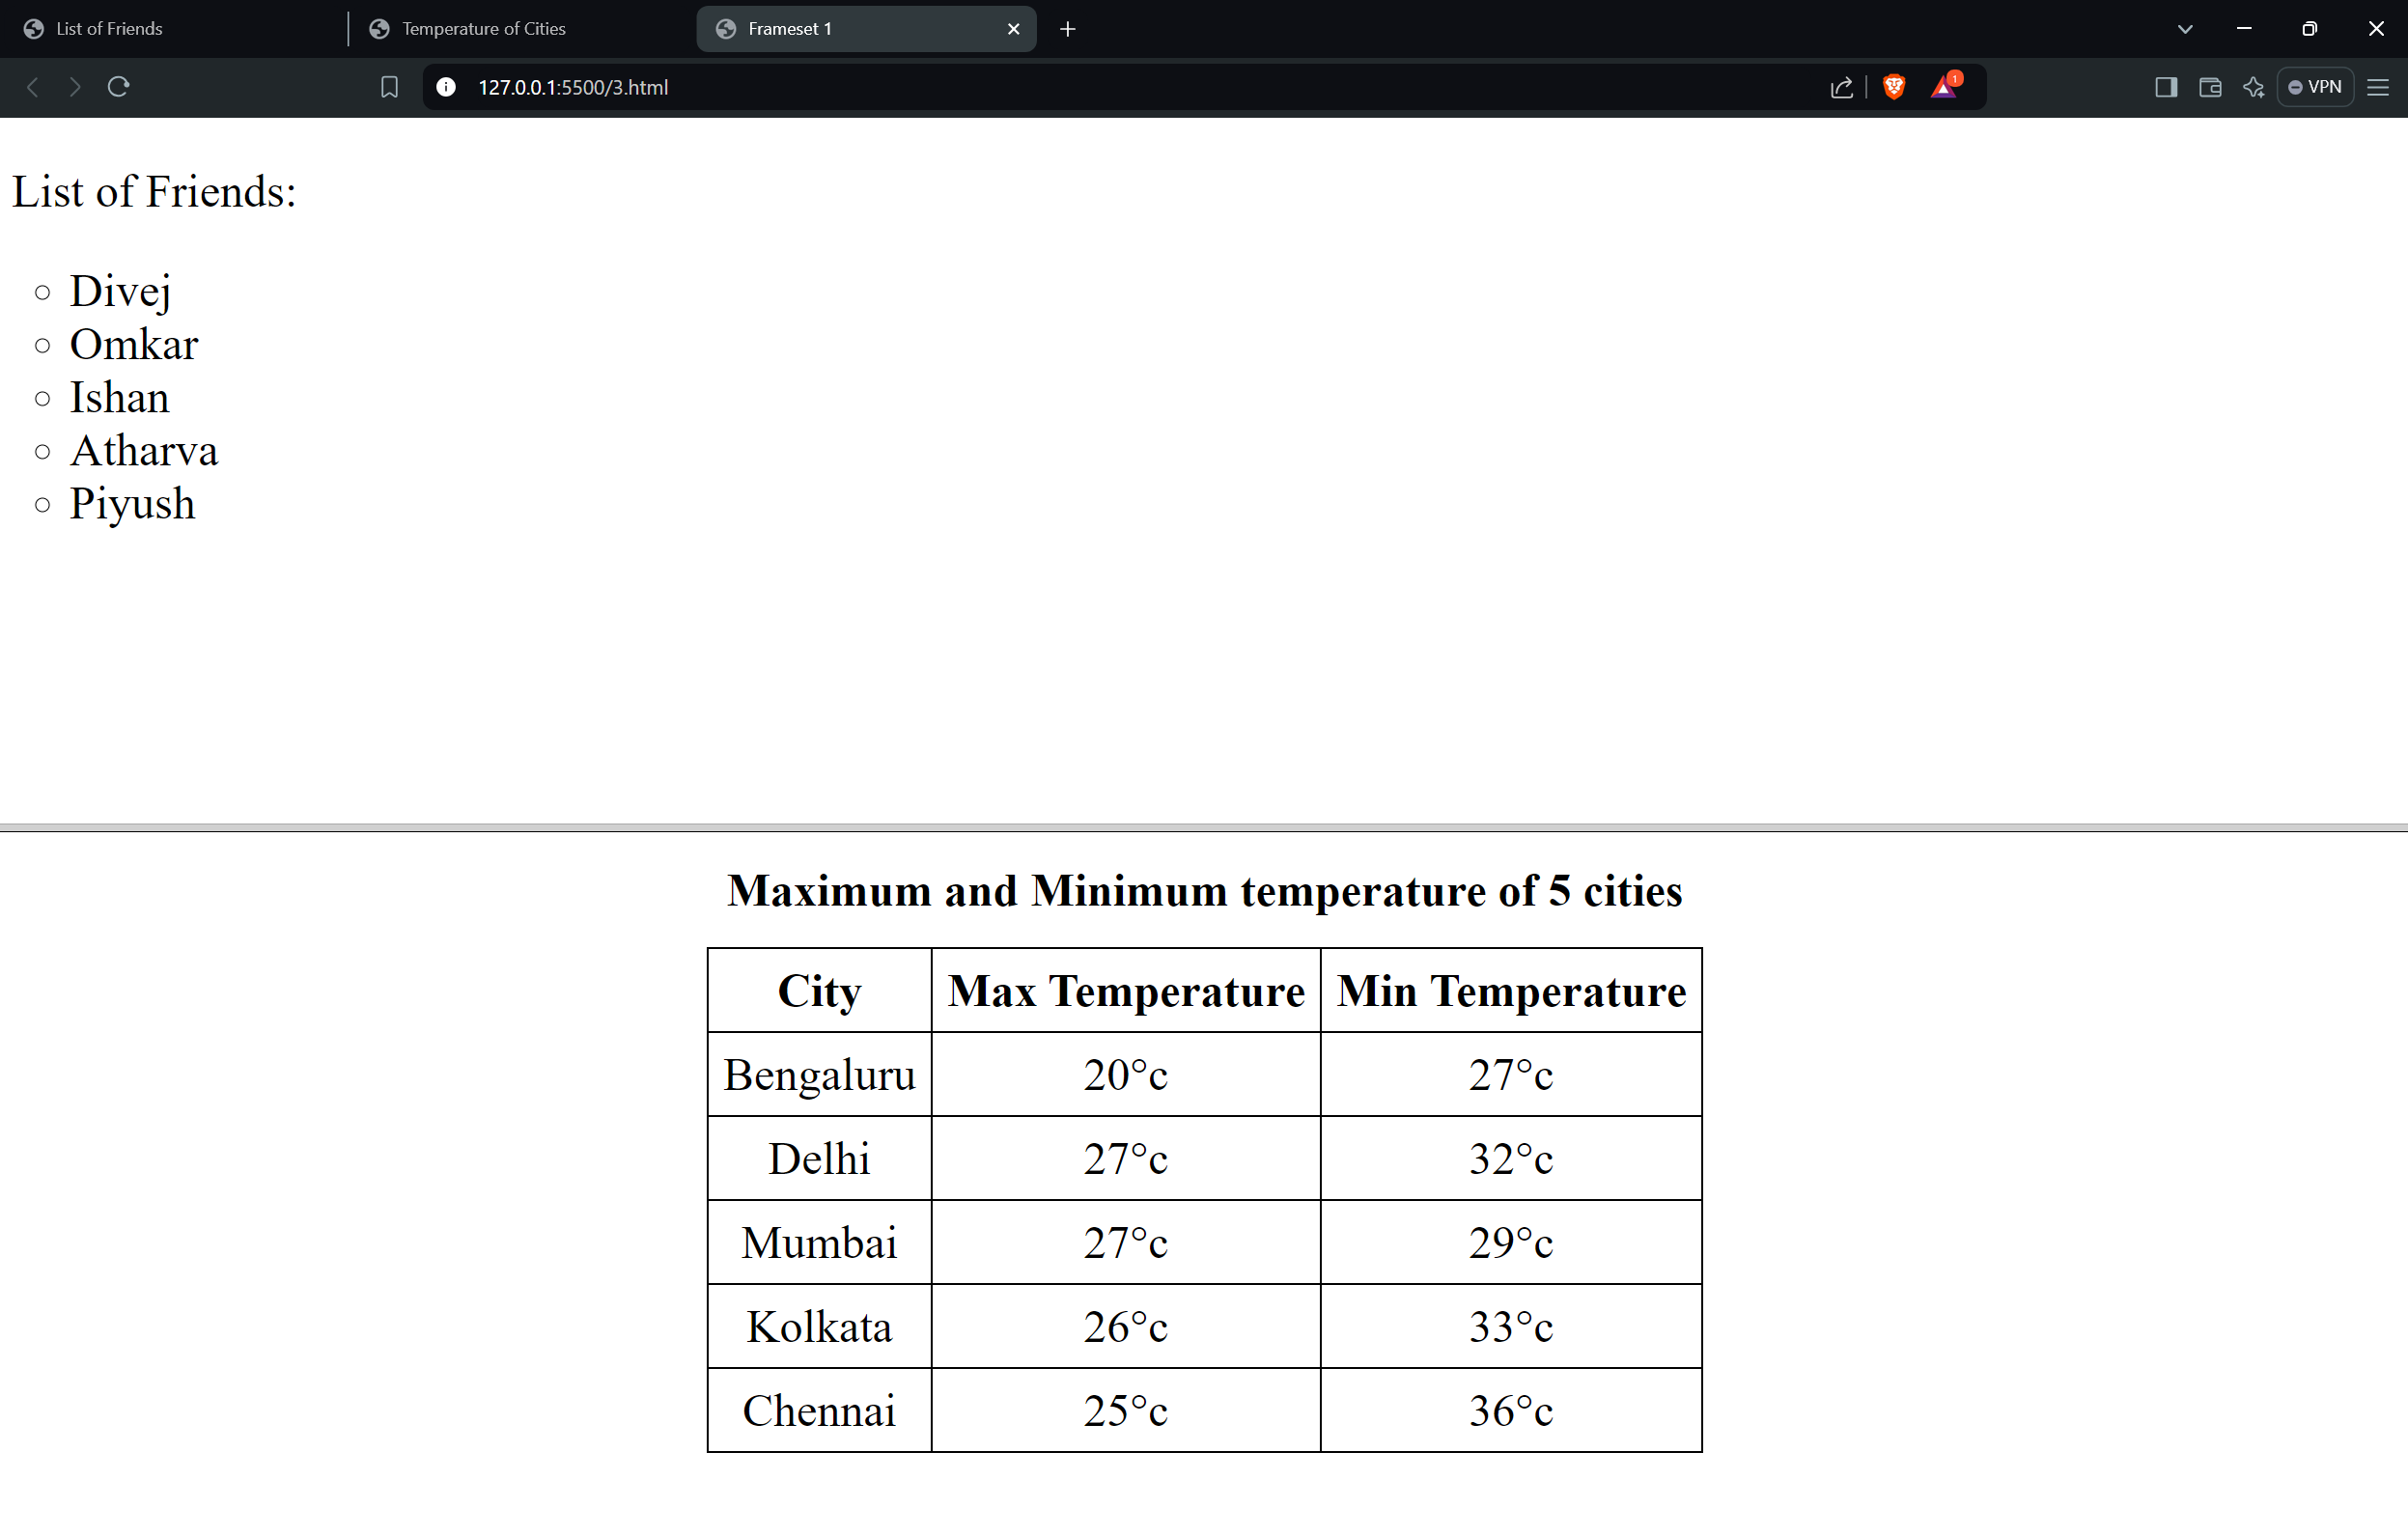 List of Friends
Temperature of Cities
Frameset 1
127.0.0.1:5500/3.html
1
VPN
List of Friends:
Divej
Omkar
Ishan
Atharva
Piyush
Maximum and Minimum temperature of 5 cities
City Max Temperature Min Temperature
Bengaluru 20°c 27°c
Delhi 27°c 32°c
Mumbai 27°c 29°c
Kolkata 26°c 33°c
Chennai 25°c 36°c